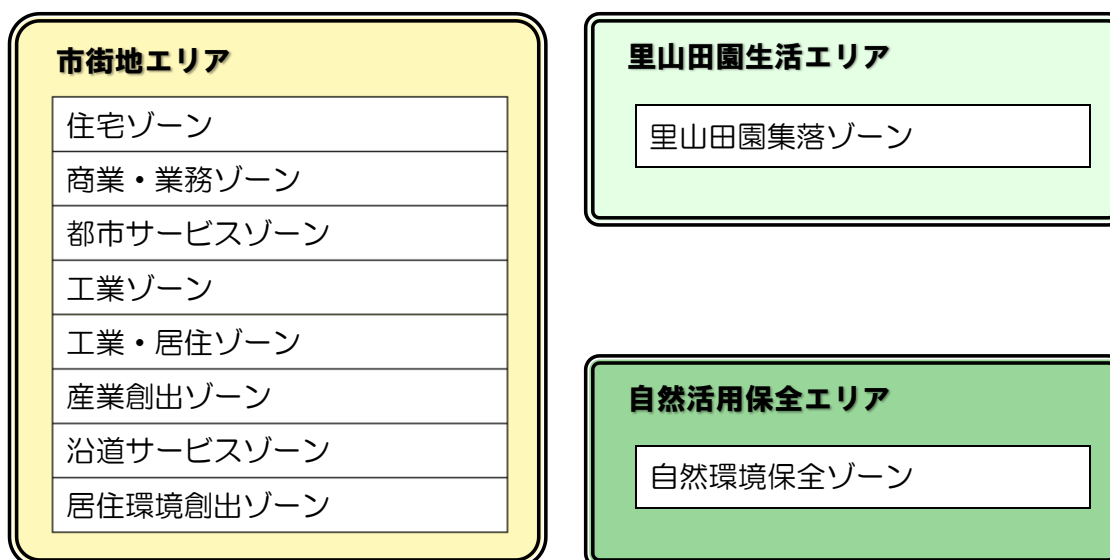 市街地エリア
住宅ゾーン
商業・業務ゾーン
都市サービスゾーン
工業ゾーン
工業・居住ゾーン
産業創出ゾーン
沿道サービスゾーン
居住環境創出ゾーン
里山田園生活エリア
里山田園集落ゾーン
自然活用保全エリア
自然環境保全ゾーン